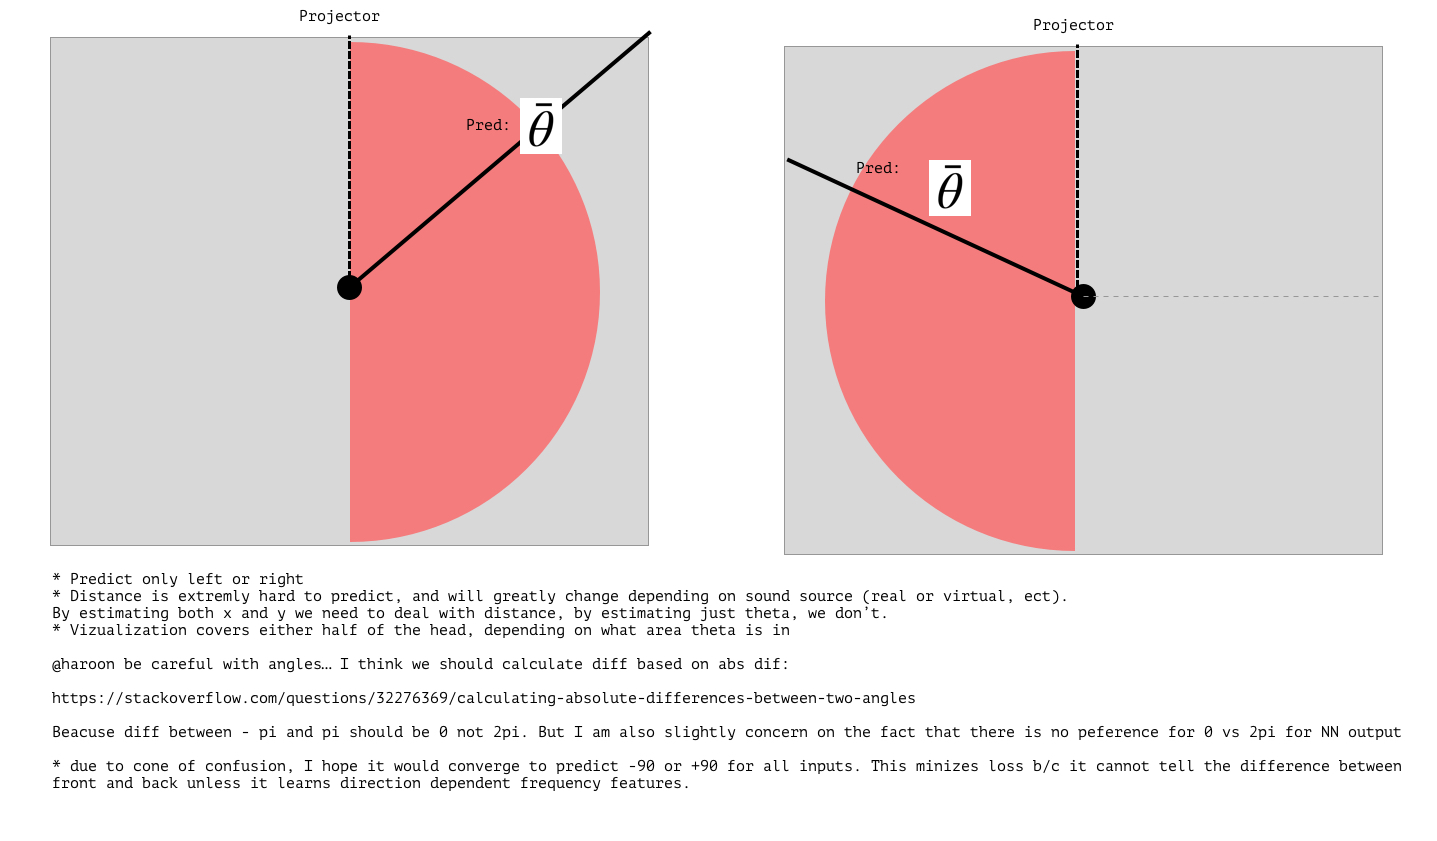 Projector
Projector
Pred: θ̄
Pred: θ̄
* Predict only left or right
* Distance is extremly hard to predict, and will greatly change depending on sound source (real or virtual, ect).
By estimating both x and y we need to deal with distance, by estimating just theta, we don’t.
* Vizualization covers either half of the head, depending on what area theta is in
@haroon be careful with angles… I think we should calculate diff based on abs dif:
https://stackoverflow.com/questions/32276369/calculating-absolute-differences-between-two-angles
Beacuse diff between - pi and pi should be 0 not 2pi. But I am also slightly concern on the fact that there is no peference for 0 vs 2pi for NN output
* due to cone of confusion, I hope it would converge to predict -90 or +90 for all inputs. This minizes loss b/c it cannot tell the difference between
front and back unless it learns direction dependent frequency features.